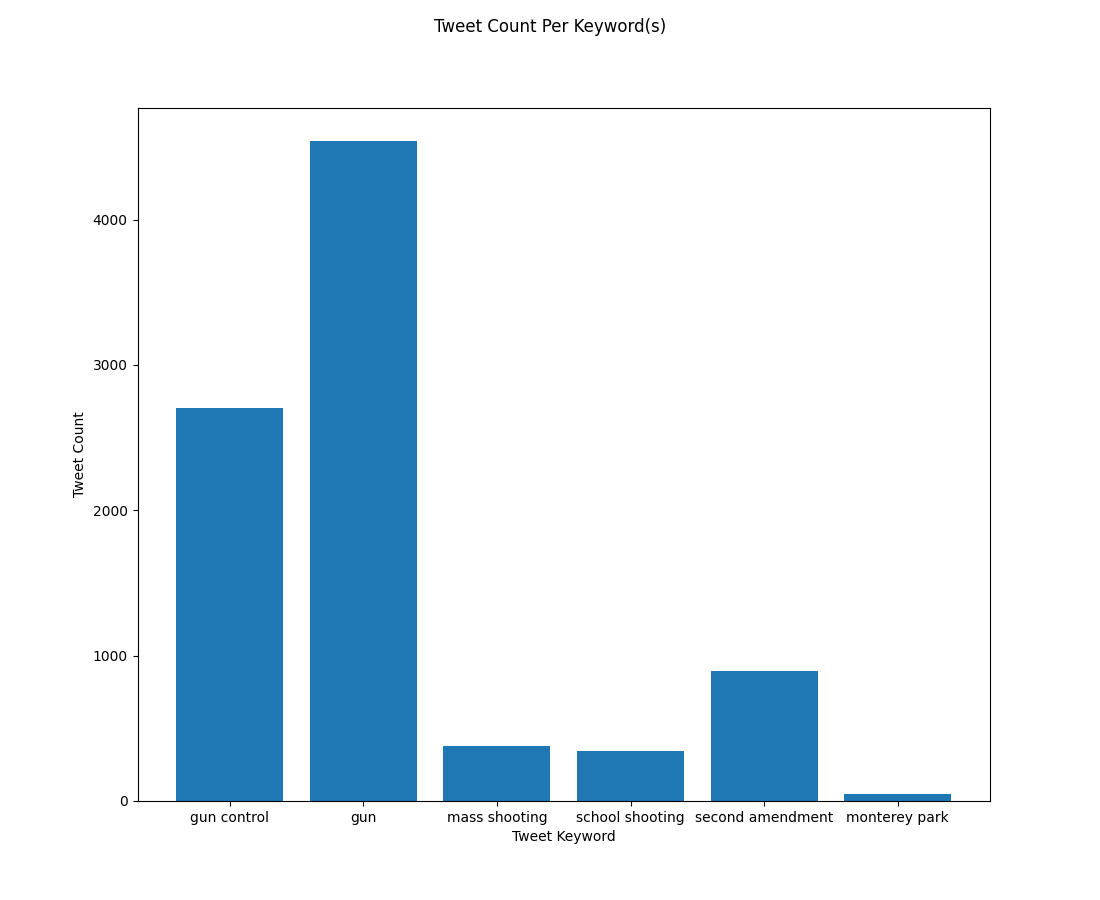 Tweet Count Per Keyword(s)
4000
3000
2000
1000
0
Tweet Count
gun control
gun
mass shooting
school shooting
second amendment
monterey park
Tweet Keyword